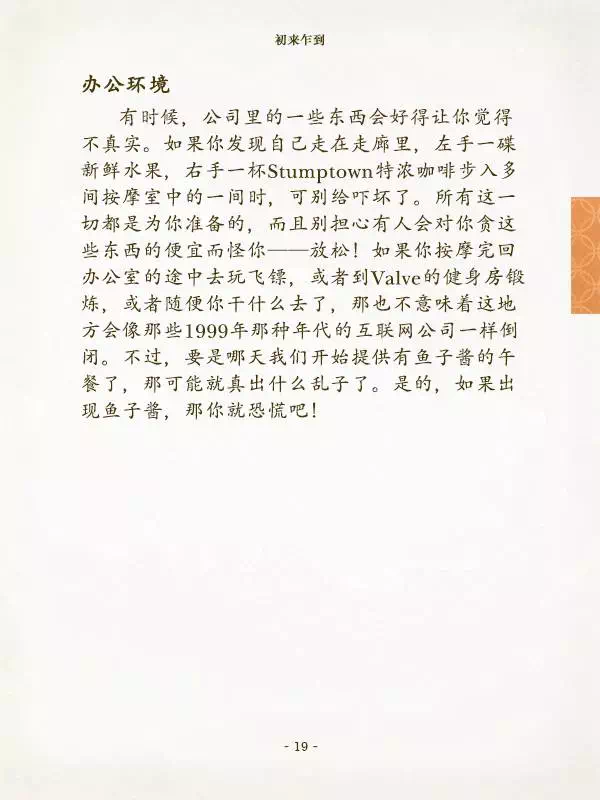 初来乍到
办公环境
有时候，公司里的一些东西会好得让你觉得
不真实。如果你发现自己走在走廊里，左手一碟
新鲜水果，右手一杯Stumptown特浓咖啡步入多
间按摩室中的一间时，可别给吓坏了。所有这一
切都是为你准备的，而且别担心有人会对你贪这
些东西的便宜而怪你——放松！如果你按摩完回
办公室的途中去玩飞镖，或者到Valve的健身房锻
炼，或者随便你干什么去了，那也不意味着这地
方会像那些1999年那种年代的互联网公司一样倒
闭。不过，要是哪天我们开始提供有鱼子酱的午
餐了，那可能就真出什么乱子了。是的，如果出
现鱼子酱，那你就恐慌吧！
- 19 -